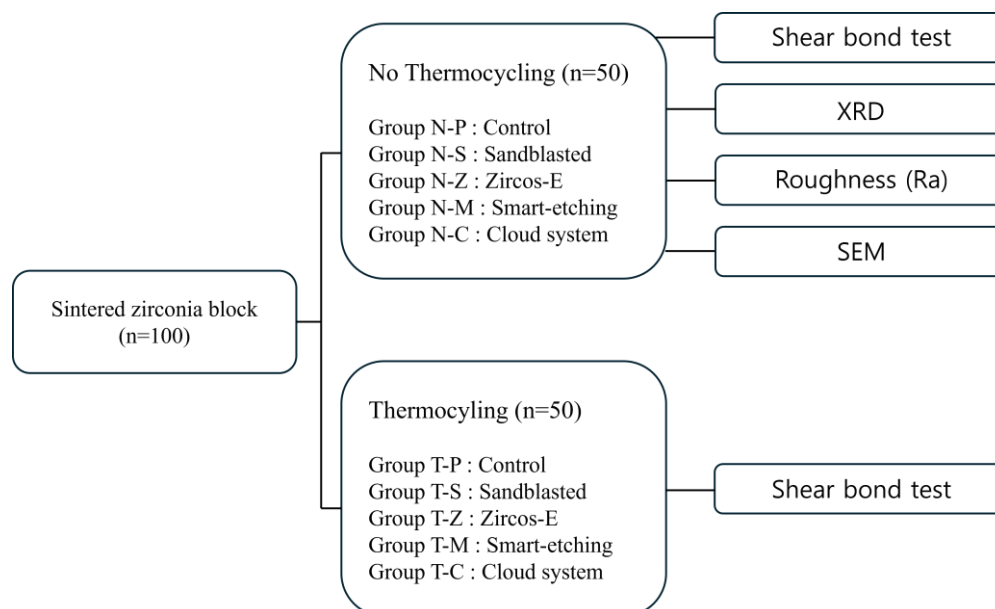 Sintered zirconia block
(n=100)
No Thermocycling (n=50)
Group N-P : Control
Group N-S : Sandblasted
Group N-Z : Zircos-E
Group N-M : Smart-etching
Group N-C : Cloud system
Shear bond test
XRD
Roughness (Ra)
SEM
Thermocyling (n=50)
Group T-P : Control
Group T-S : Sandblasted
Group T-Z : Zircos-E
Group T-M : Smart-etching
Group T-C : Cloud system
Shear bond test